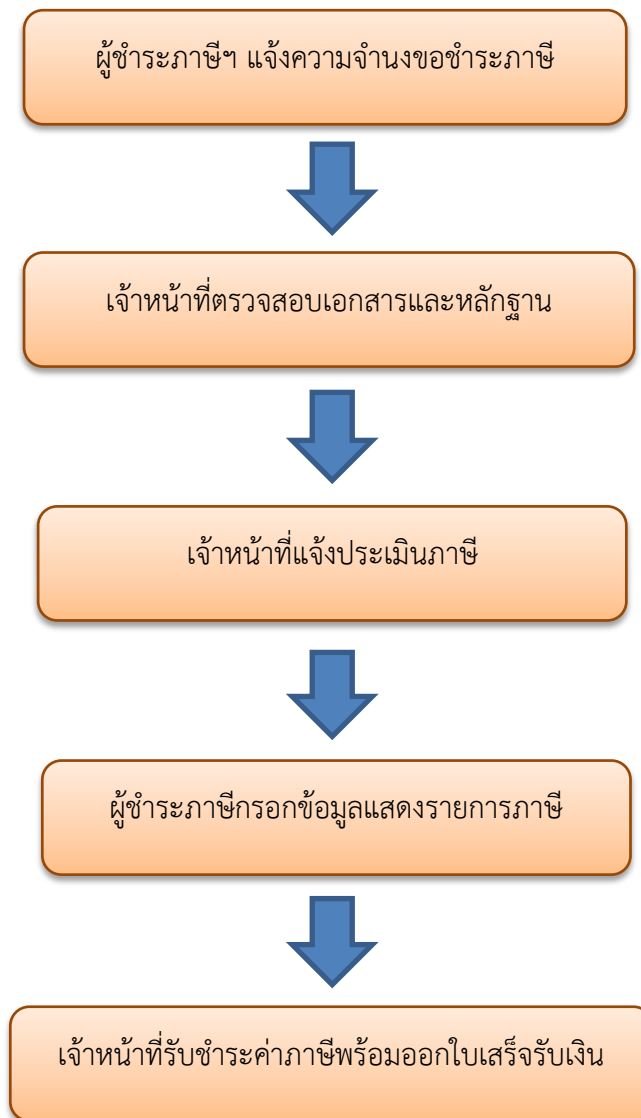 ผู้ชำระภาษีฯ แจ้งความจำนงขอชำระภาษี
เจ้าหน้าที่ตรวจสอบเอกสารและหลักฐาน
เจ้าหน้าที่แจ้งประเมินภาษี
ผู้ชำระภาษีกรอกข้อมูลแสดงรายการภาษี
เจ้าหน้าที่รับชำระค่าภาษีพร้อมออกใบเสร็จรับเงิน